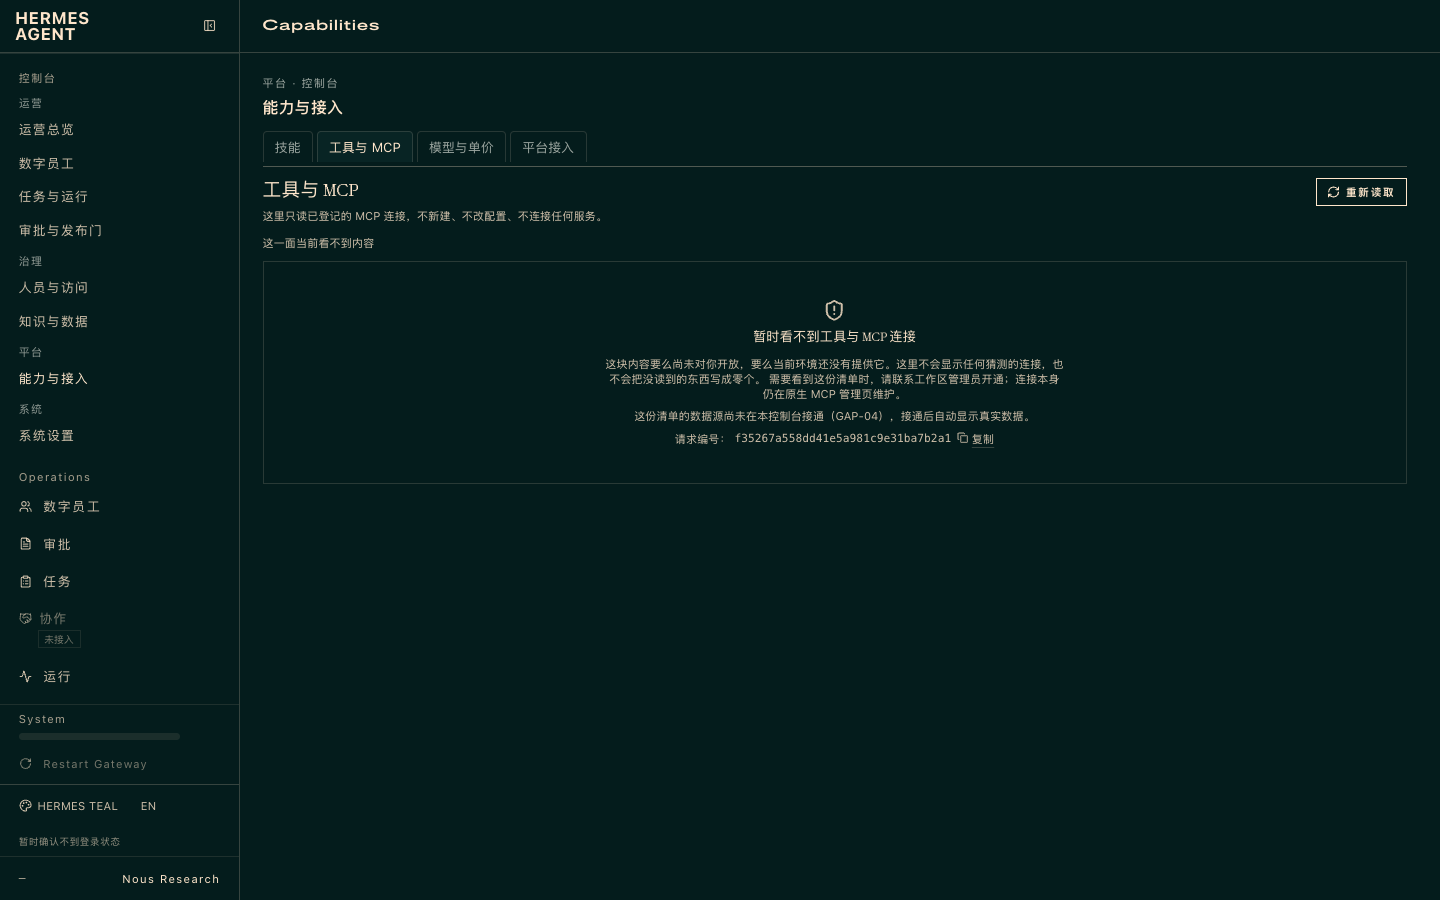 HERMES
AGENT
Capabilities
控制台
运营
运营总览
数字员工
任务与运行
审批与发布门
治理
人员与访问
知识与数据
平台
能力与接入
系统
系统设置
Operations
数字员工
审批
任务
协作
未接入
运行
System
Restart Gateway
HERMES TEAL EN
暂时确认不到登录状态
— Nous Research
平台 · 控制台
能力与接入
技能 工具与 MCP 模型与单价 平台接入
工具与 MCP
重新读取
这里只读已登记的 MCP 连接，不新建、不改配置、不连接任何服务。
这一面当前看不到内容
暂时看不到工具与 MCP 连接
这块内容要么尚未对你开放，要么当前环境还没有提供它。这里不会显示任何猜测的连接，也
不会把没读到的东西写成零个。 需要看到这份清单时，请联系工作区管理员开通；连接本身
仍在原生 MCP 管理页维护。
这份清单的数据源尚未在本控制台接通（GAP-04），接通后自动显示真实数据。
请求编号： f35267a558dd41e5a981c9e31ba7b2a1 复制